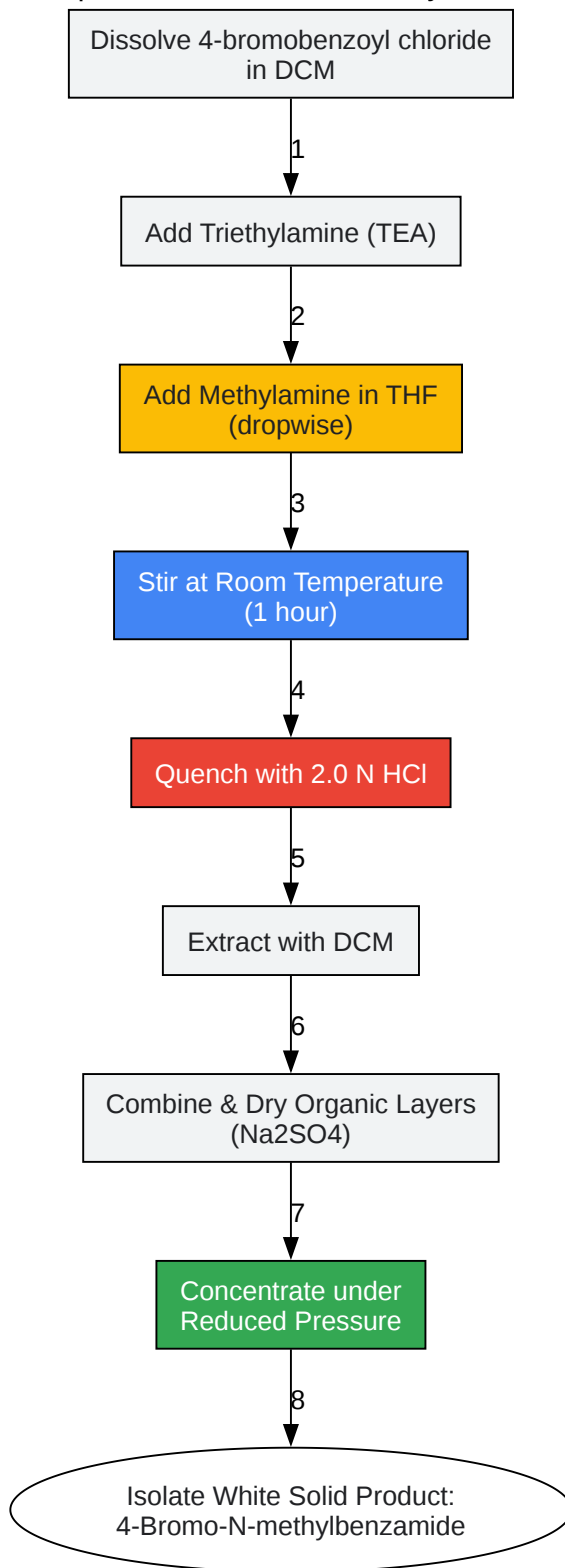 Dissolve 4-bromobenzoyl chloride
in DCM
1
Add Triethylamine (TEA)
2
Add Methylamine in THF
(dropwise)
3
Stir at Room Temperature
(1 hour)
4
Quench with 2.0 N HCl
5
Extract with DCM
6
Combine & Dry Organic Layers
(Na2SO4)
7
Concentrate under
Reduced Pressure
8
Isolate White Solid Product:
4-Bromo-N-methylbenzamide